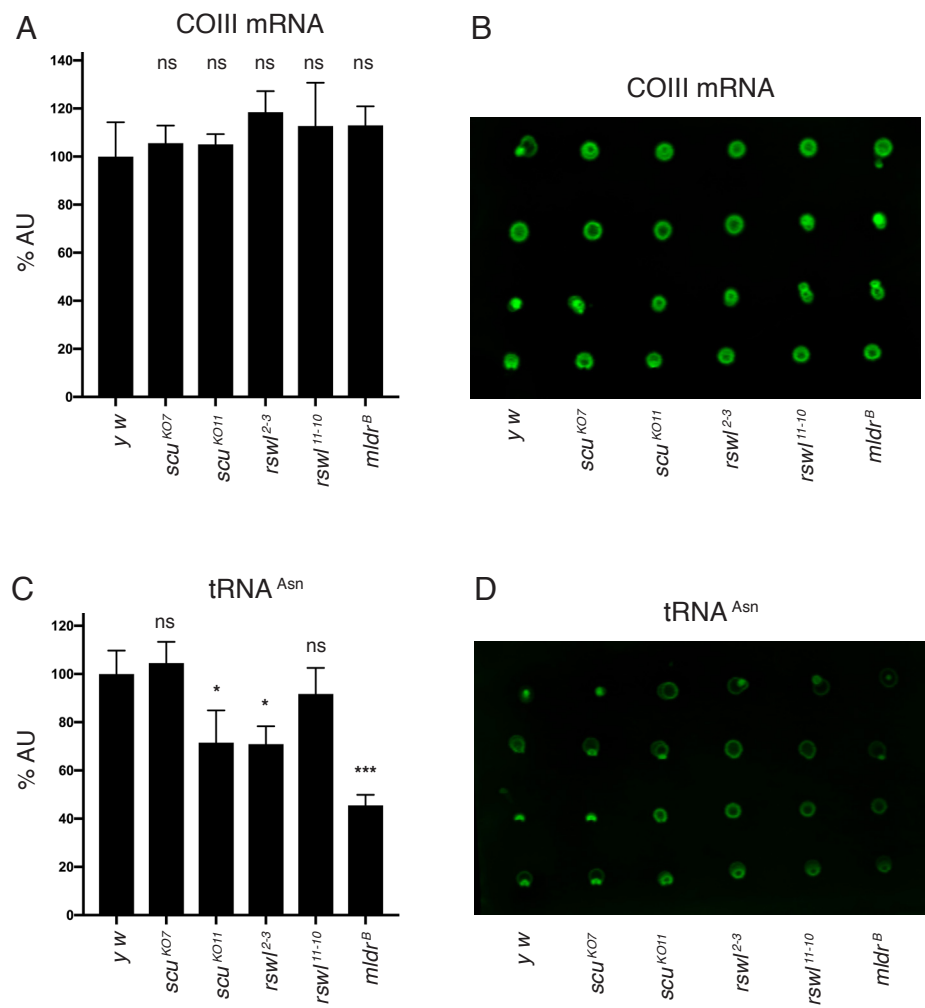 A
COIII mRNA
140
120
100
80
60
40
20
0
% AU
ns
ns
ns
ns
ns
y w
scu KO7
scu KO11
rswl 2-3
rswl 11-10
mldr B
B
COIII mRNA
y w
scu KO7
scu KO11
rswl 2-3
rswl 11-10
mldr B
C
tRNA Asn
120
100
80
60
40
20
0
% AU
ns
*
*
ns
***
y w
scu KO7
scu KO11
rswl 2-3
rswl 11-10
mldr B
D
tRNA Asn
y w
scu KO7
scu KO11
rswl 2-3
rswl 11-10
mldr B